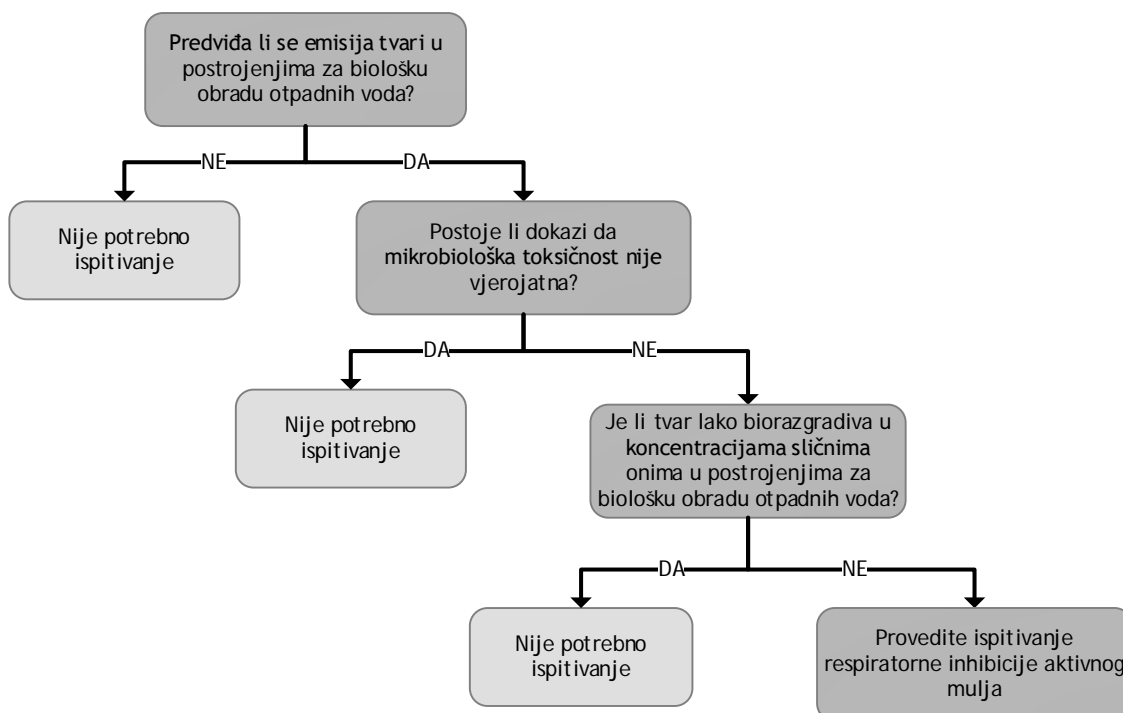 Predviđa li se emisija tvari u
postrojenjima za biološku
obradu otpadnih voda?
NE
DA
Nije potrebno
ispitivanje
Postoje li dokazi da
mikrobiološka toksičnost nije
vjerojatna?
DA
NE
Nije potrebno
ispitivanje
Je li tvar lako biorazgradiva u
koncentracijama sličnima
onima u postrojenjima za
biološku obradu otpadnih voda?
DA
NE
Nije potrebno
ispitivanje
Provedite ispitivanje
respiratorne inhibicije aktivnog
mulja